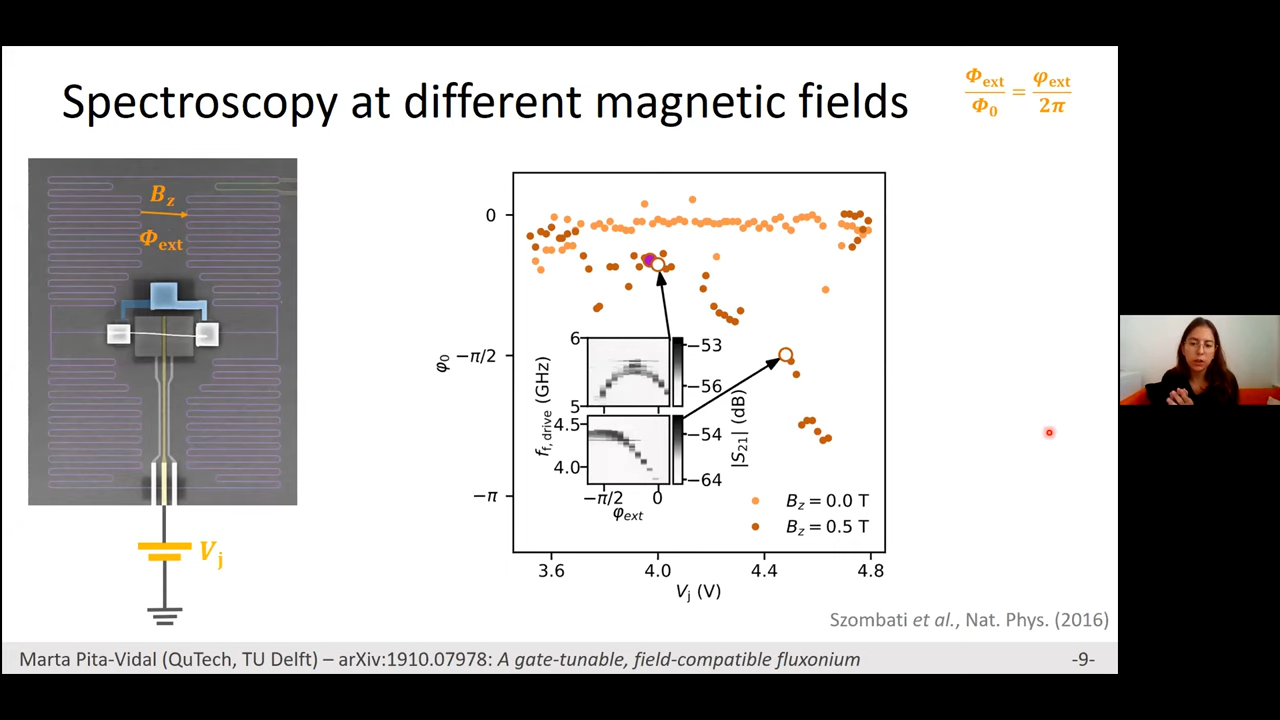 Spectroscopy at different magnetic fields
Φext/Φ0 = φext/2π
Bz
Φext
Vj
0
−π/2
−π
φ0
6
5
4.5
4.0
ff,drive (GHz)
−53
−56
−54
−64
|S21| (dB)
−π/2 0
φext
Bz = 0.0 T
Bz = 0.5 T
3.6 4.0 4.4 4.8
Vj (V)
Szombati et al., Nat. Phys. (2016)
Marta Pita-Vidal (QuTech, TU Delft) – arXiv:1910.07978: A gate-tunable, field-compatible fluxonium -9-